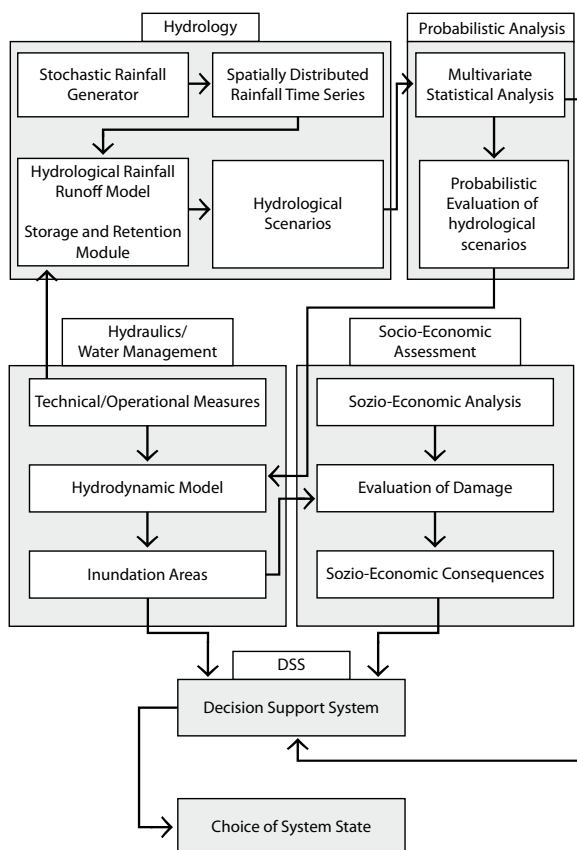 Hydrology
Probabilistic Analysis
Stochastic Rainfall
Generator
Spatially Distributed
Rainfall Time Series
Multivariate
Statistical Analysis
Hydrological Rainfall
Runoff Model
Storage and Retention
Module
Hydrological
Scenarios
Probabilistic
Evaluation of
hydrological
scenarios
Hydraulics/
Water Management
Socio-Economic
Assessment
Technical/Operational Measures
Sozio-Economic Analysis
Hydrodynamic Model
Evaluation of Damage
Inundation Areas
Sozio-Economic Consequences
DSS
Decision Support System
Choice of System State